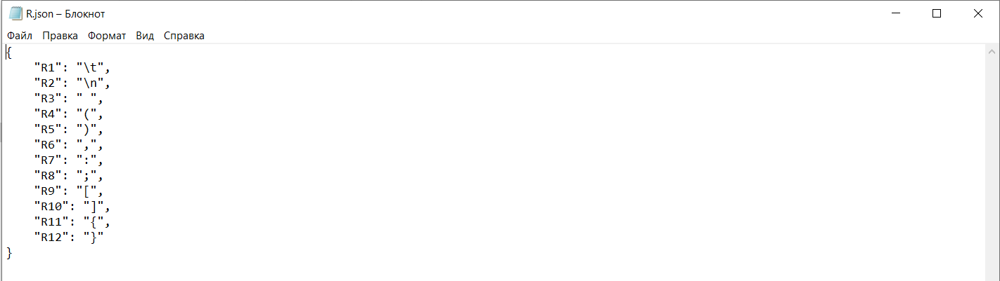 R.json – Блокнот
Файл Правка Формат Вид Справка
{
    "R1": "\t",
    "R2": "\n",
    "R3": " ",
    "R4": "(",
    "R5": ")",
    "R6": ",",
    "R7": ":",
    "R8": ";",
    "R9": "[",
    "R10": "]",
    "R11": "{",
    "R12": "}"
}